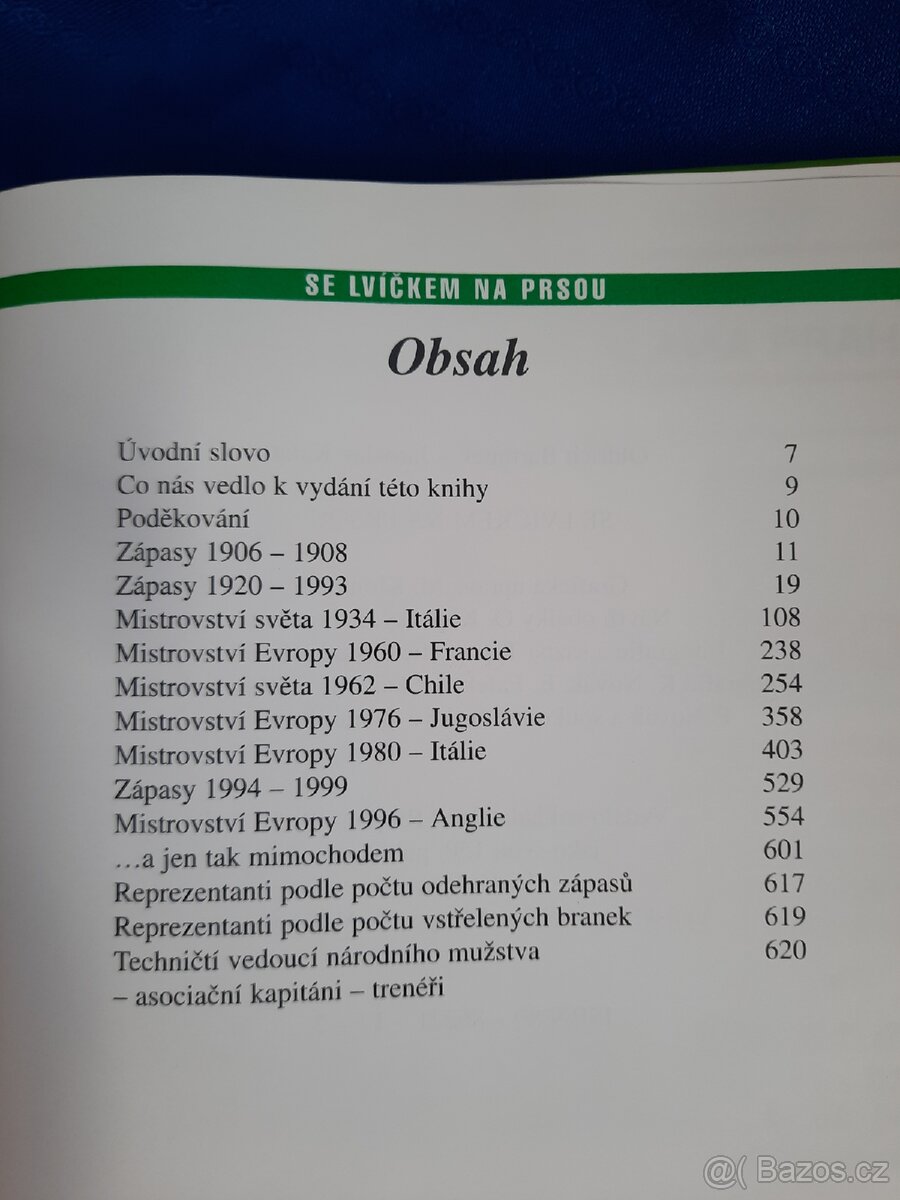 SE LVÍČKEM NA PRSOU
Obsah
Úvodní slovo 7
Co nás vedlo k vydání této knihy 9
Poděkování 10
Zápasy 1906 – 1908 11
Zápasy 1920 – 1993 19
Mistrovství světa 1934 – Itálie 108
Mistrovství Evropy 1960 – Francie 238
Mistrovství světa 1962 – Chile 254
Mistrovství Evropy 1976 – Jugoslávie 358
Mistrovství Evropy 1980 – Itálie 403
Zápasy 1994 – 1999 529
Mistrovství Evropy 1996 – Anglie 554
…a jen tak mimochodem 601
Reprezentanti podle počtu odehraných zápasů 617
Reprezentanti podle počtu vstřelených branek 619
Techničtí vedoucí národního mužstva 620
– asociační kapitáni – trenéři
@( Bazos.cz